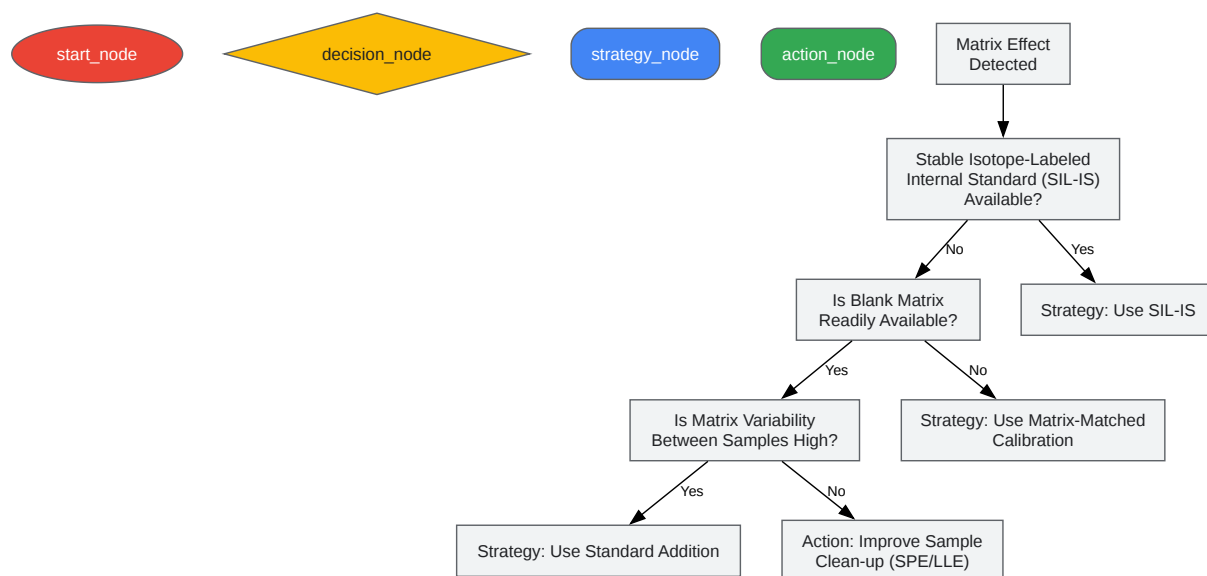 start_node
decision_node
strategy_node
action_node
Matrix Effect
Detected
Stable Isotope-Labeled
Internal Standard (SIL-IS)
Available?
No
Yes
Is Blank Matrix
Readily Available?
Strategy: Use SIL-IS
Yes
No
Is Matrix Variability
Between Samples High?
Strategy: Use Matrix-Matched
Calibration
Yes
No
Strategy: Use Standard Addition
Action: Improve Sample
Clean-up (SPE/LLE)